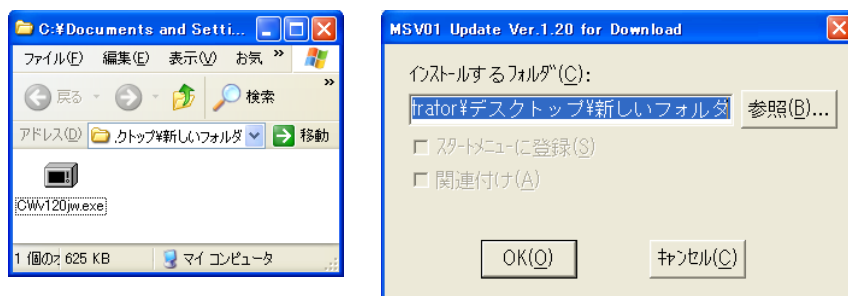 C:¥Documents and Setti...
ファイル(F) 編集(E) 表示(V) お気 »
戻る 検索 »
アドレス(D) クトップ¥新しいフォルダ 移動
CWv120jw.exe
1 個のオ 625 KB マイ コンピュータ
MSV01 Update Ver.1.20 for Download
インストールするフォルダ(C):
trator¥デスクトップ¥新しいフォルダ 参照(B)...
スタートメニューに登録(S)
関連付け(A)
OK(O) キャンセル(C)